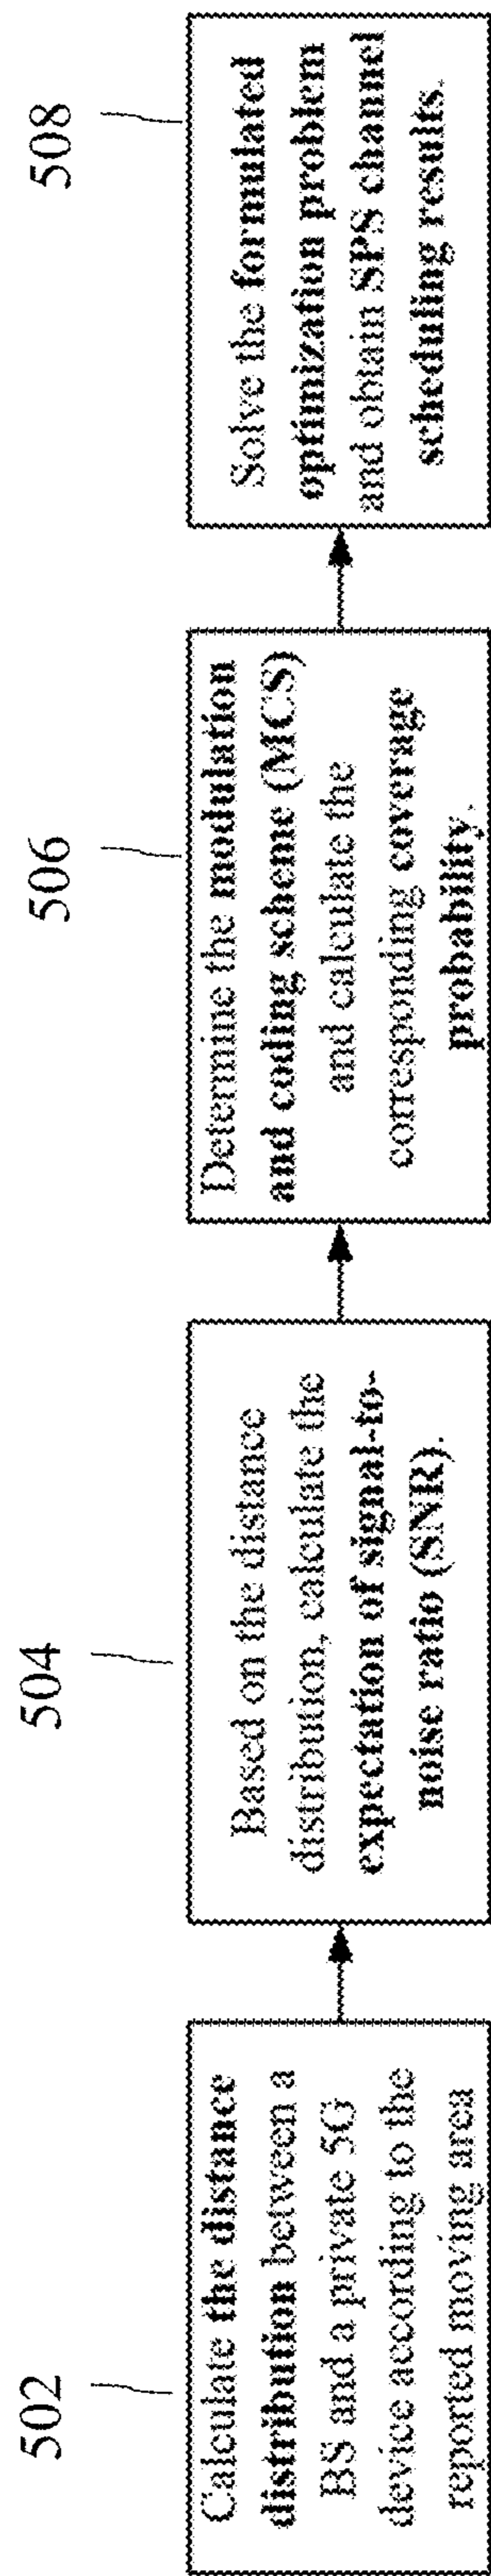 502
Calculate the distance
distribution between a
BS and a private 5G
device according to the
reported moving area
504
Based on the distance
distribution, calculate the
expectation of signal-to-
noise ratio (SNR).
506
Determine the modulation
and coding scheme (MCS)
and calculate the
corresponding coverage
probability.
508
Solve the formulated
optimization problem
and obtain SPS channel
scheduling results.